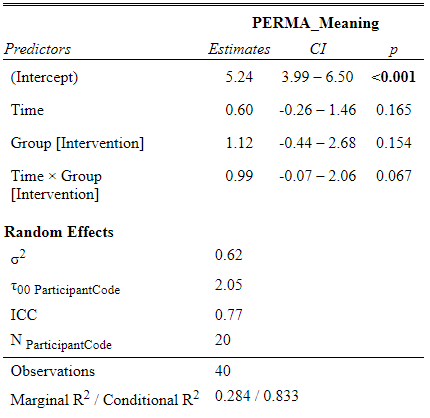 PERMA_Meaning
Predictors Estimates CI p
(Intercept) 5.24 3.99 – 6.50 <0.001
Time 0.60 -0.26 – 1.46 0.165
Group [Intervention] 1.12 -0.44 – 2.68 0.154
Time × Group 0.99 -0.07 – 2.06 0.067
[Intervention]
Random Effects
σ² 0.62
τ₀₀ ParticipantCode 2.05
ICC 0.77
N ParticipantCode 20
Observations 40
Marginal R² / Conditional R² 0.284 / 0.833